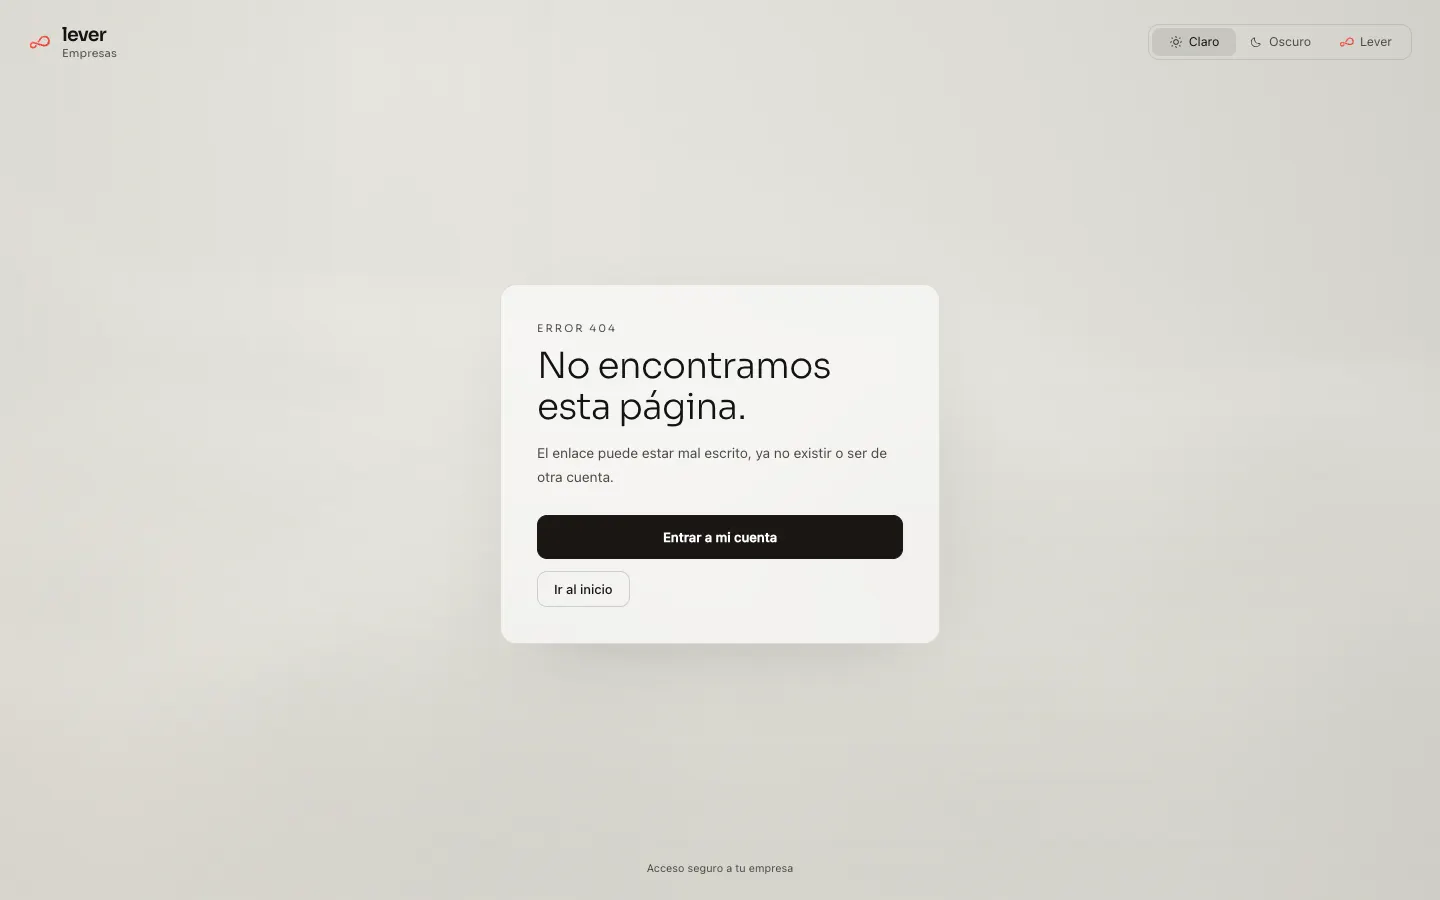 lever
Empresas
Claro
Oscuro
Lever
ERROR 404
No encontramos
esta página.
El enlace puede estar mal escrito, ya no existir o ser de
otra cuenta.
Entrar a mi cuenta
Ir al inicio
Acceso seguro a tu empresa